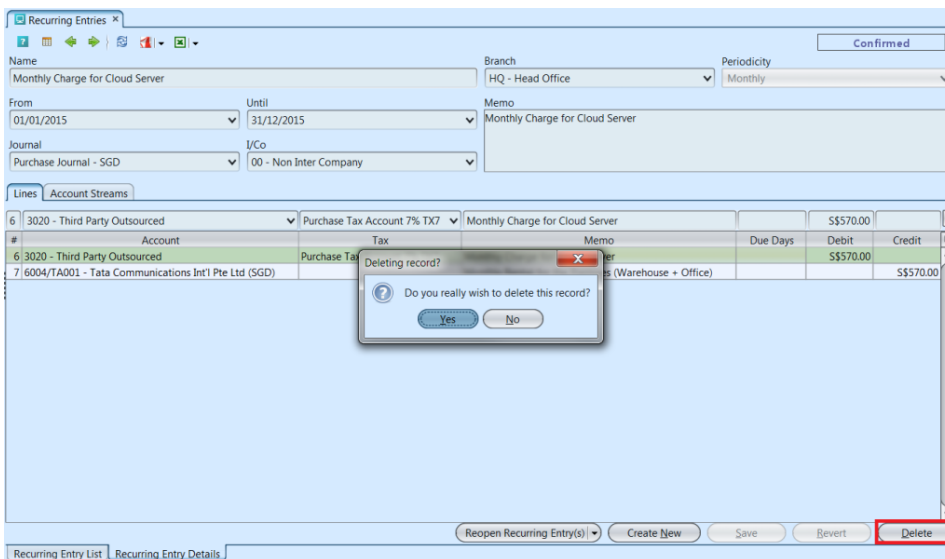 Recurring Entries ×
Confirmed
Name Branch Periodicity
Monthly Charge for Cloud Server HQ - Head Office Monthly
From Until Memo
01/01/2015 31/12/2015 Monthly Charge for Cloud Server
Journal I/Co
Purchase Journal - SGD 00 - Non Inter Company
Lines Account Streams
6 3020 - Third Party Outsourced Purchase Tax Account 7% TX7 Monthly Charge for Cloud Server S$570.00
# Account Tax Memo Due Days Debit Credit
6 3020 - Third Party Outsourced Purchase Tax S$570.00
7 6004/TA001 - Tata Communications Int'l Pte Ltd (SGD) (Warehouse + Office) S$570.00
Deleting record?
Do you really wish to delete this record?
Yes No
Reopen Recurring Entry(s) Create New Save Revert Delete
Recurring Entry List Recurring Entry Details